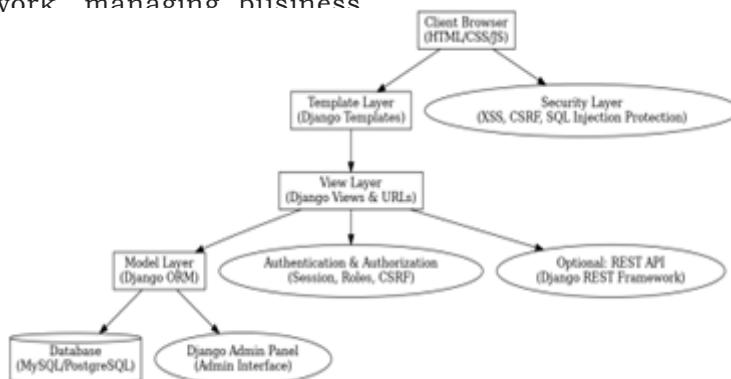 work, managing business
Client Browser
(HTML/CSS/JS)
Template Layer
(Django Templates)
Security Layer
(XSS, CSRF, SQL Injection Protection)
View Layer
(Django Views & URLs)
Model Layer
(Django ORM)
Authentication & Authorization
(Session, Roles, CSRF)
Optional: REST API
(Django REST Framework)
Database
(MySQL/PostgreSQL)
Django Admin Panel
(Admin Interface)